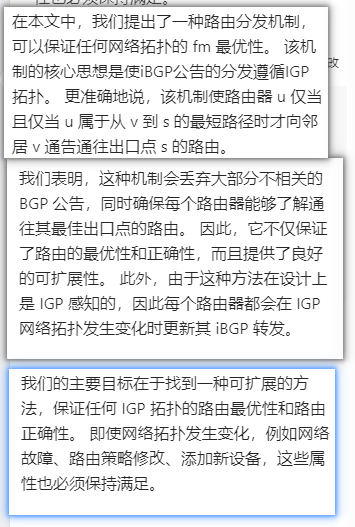 在本文中，我们提出了一种路由分发机制，
可以保证任何网络拓扑的 fm 最优性。 该机
制的核心思想是使iBGP公告的分发遵循IGP
改
拓扑。 更准确地说，该机制使路由器 u 仅当
且仅当 u 属于从 v 到 s 的最短路径时才向邻
居 v 通告通往出口点 s 的路由。
我们表明，这种机制会丢弃大部分不相关的
BGP 公告，同时确保每个路由器能够了解通
往其最佳出口点的路由。 因此，它不仅保证
了路由的最优性和正确性，而且提供了良好
的可扩展性。 此外，由于这种方法在设计上
是 IGP 感知的，因此每个路由器都会在 IGP
网络拓扑发生变化时更新其 iBGP 转发。
我们的主要目标在于找到一种可扩展的方
法，保证任何 IGP 拓扑的路由最优性和路由
正确性。 即使网络拓扑发生变化，例如网络
故障、路由策略修改、添加新设备，这些属
性也必须保持满足。